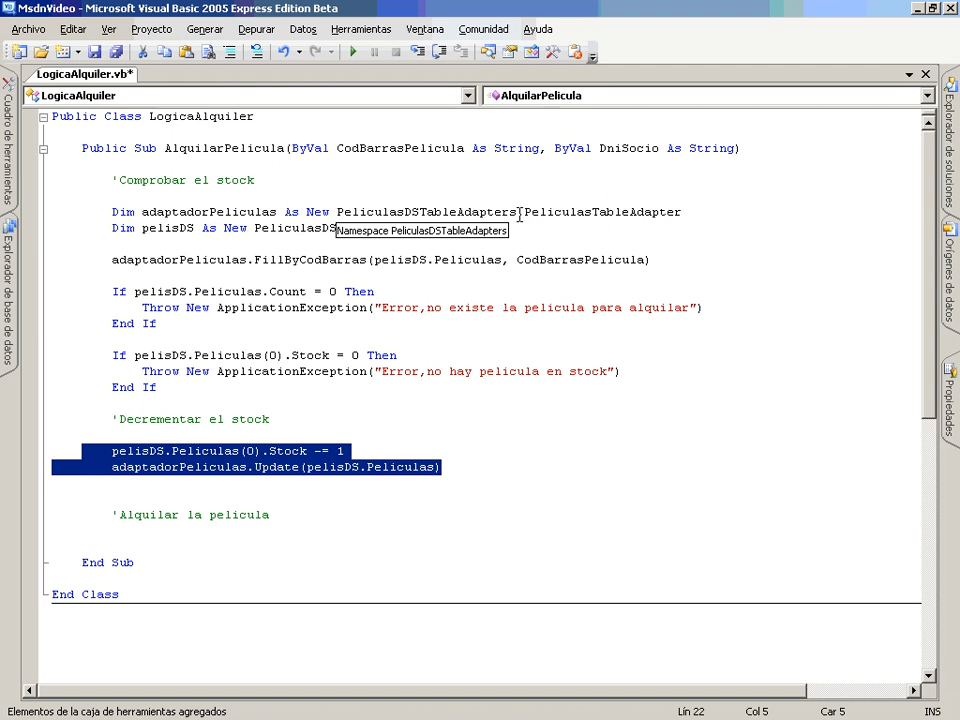 MsdnVideo - Microsoft Visual Basic 2005 Express Edition Beta
Archivo Editar Ver Proyecto Generar Depurar Datos Herramientas Ventana Comunidad Ayuda
LogicaAlquiler.vb*
LogicaAlquiler AlquilarPelicula
Cuadro de herramientas
Explorador de base de datos
Public Class LogicaAlquiler
Public Sub AlquilarPelicula(ByVal CodBarrasPelicula As String, ByVal DniSocio As String)
'Comprobar el stock
Dim adaptadorPeliculas As New PeliculasDSTableAdapters.PeliculasTableAdapter
Dim pelisDS As New PeliculasDS
Namespace PeliculasDSTableAdapters
adaptadorPeliculas.FillByCodBarras(pelisDS.Peliculas, CodBarrasPelicula)
If pelisDS.Peliculas.Count = 0 Then
Throw New ApplicationException("Error,no existe la pelicula para alquilar")
End If
If pelisDS.Peliculas(0).Stock = 0 Then
Throw New ApplicationException("Error,no hay pelicula en stock")
End If
'Decrementar el stock
pelisDS.Peliculas(0).Stock -= 1
adaptadorPeliculas.Update(pelisDS.Peliculas)
'Alquilar la pelicula
End Sub
End Class
Explorador de soluciones
Orígenes de datos
Propiedades
Elementos de la caja de herramientas agregados Lín 22 Col 5 Car 5 INS